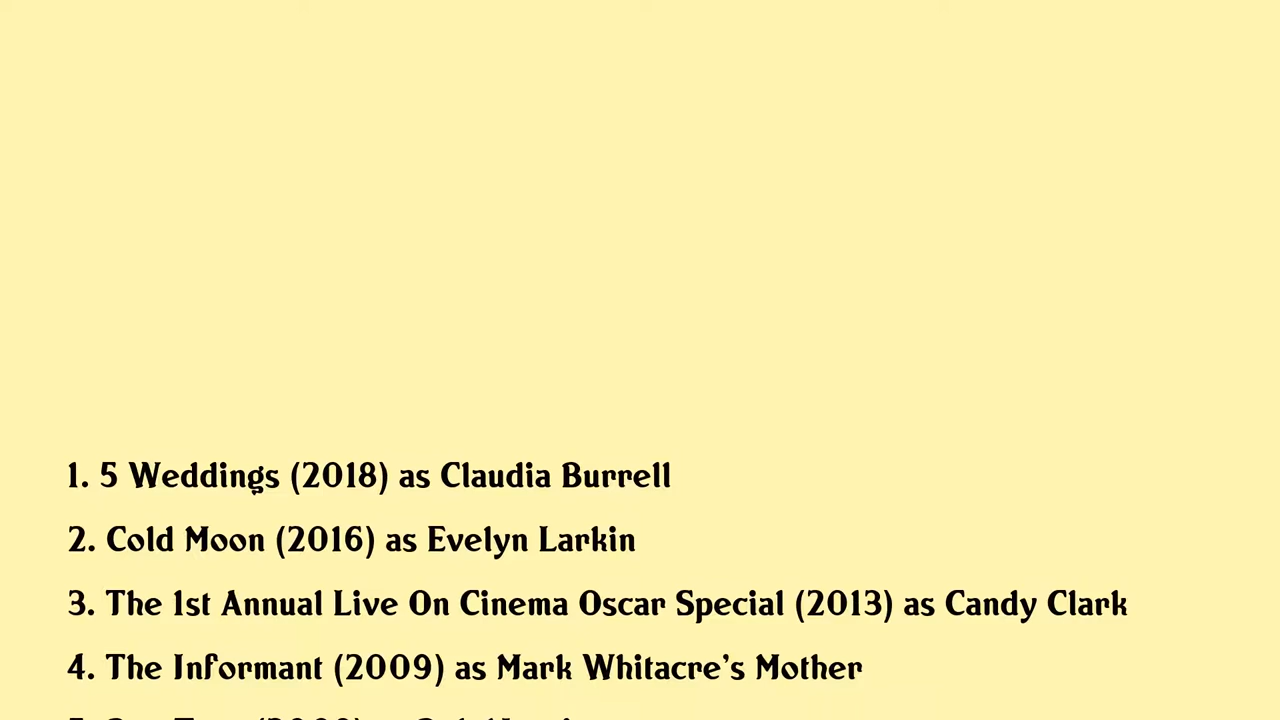 1. 5 Weddings (2018) as Claudia Burrell
2. Cold Moon (2016) as Evelyn Larkin
3. The 1st Annual Live On Cinema Oscar Special (2013) as Candy Clark
4. The Informant (2009) as Mark Whitacre's Mother